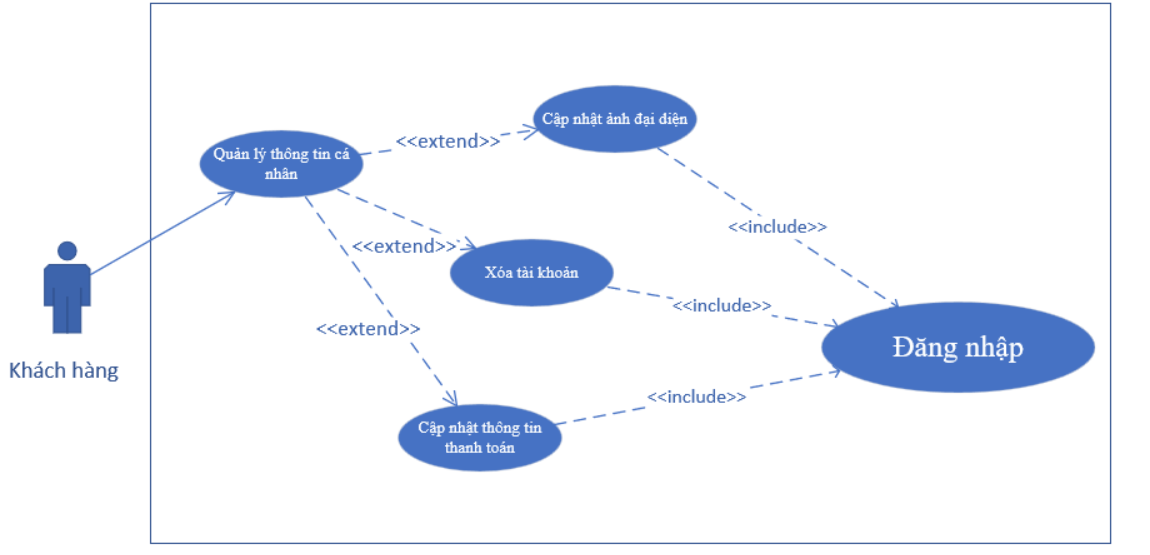 Cập nhật ảnh đại diện
<<extend>>
Quản lý thông tin cá
nhân
<<include>>
<<extend>>
Xóa tài khoản
<<include>>
<<extend>>
Đăng nhập
Khách hàng
<<include>>
Cập nhật thông tin
thanh toán